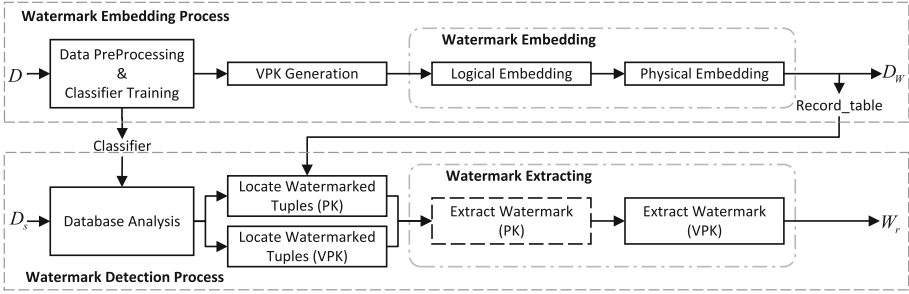 Watermark Embedding Process
Watermark Embedding
D
Data PreProcessing
&
Classifier Training
VPK Generation
Logical Embedding
Physical Embedding
D_W
Record_table
Classifier
Watermark Extracting
D_s
Database Analysis
Locate Watermarked
Tuples (PK)
Locate Watermarked
Tuples (VPK)
Extract Watermark
(PK)
Extract Watermark
(VPK)
W_r
Watermark Detection Process